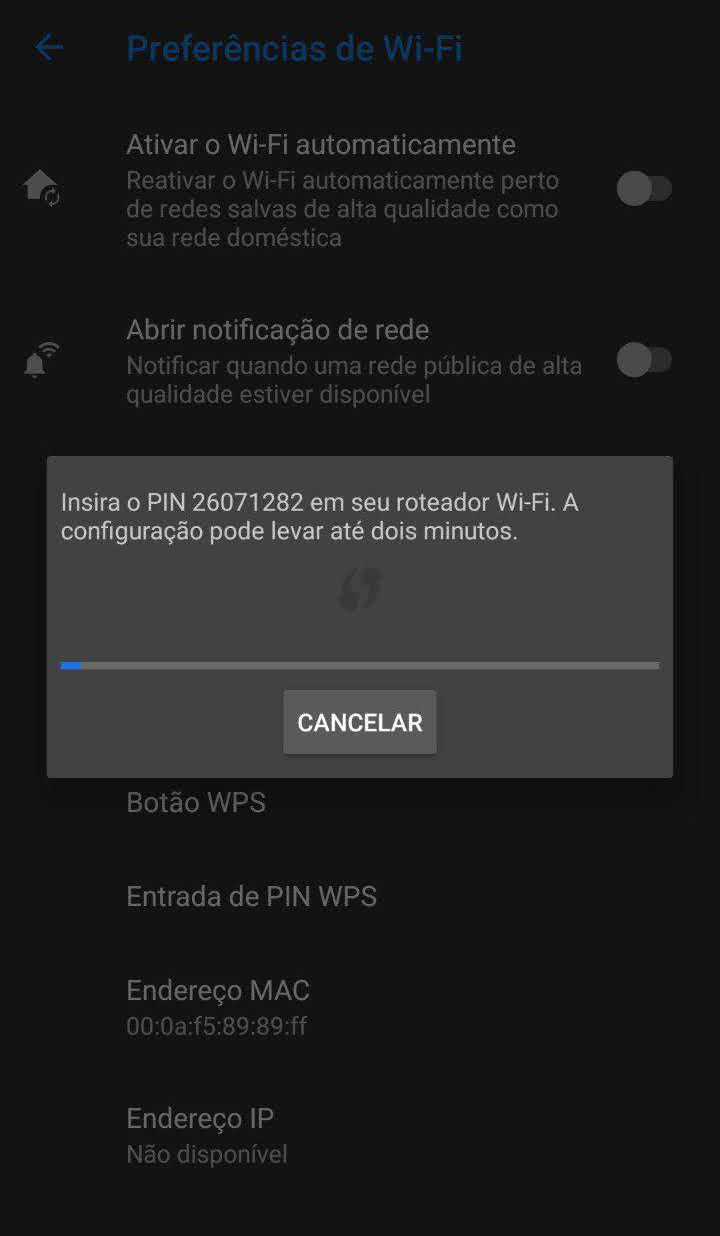 Preferências de Wi-Fi
Ativar o Wi-Fi automaticamente
Reativar o Wi-Fi automaticamente perto
de redes salvas de alta qualidade como
sua rede doméstica
Abrir notificação de rede
Notificar quando uma rede pública de alta
qualidade estiver disponível
Insira o PIN 26071282 em seu roteador Wi-Fi. A
configuração pode levar até dois minutos.
CANCELAR
Botão WPS
Entrada de PIN WPS
Endereço MAC
00:0a:f5:89:89:ff
Endereço IP
Não disponível